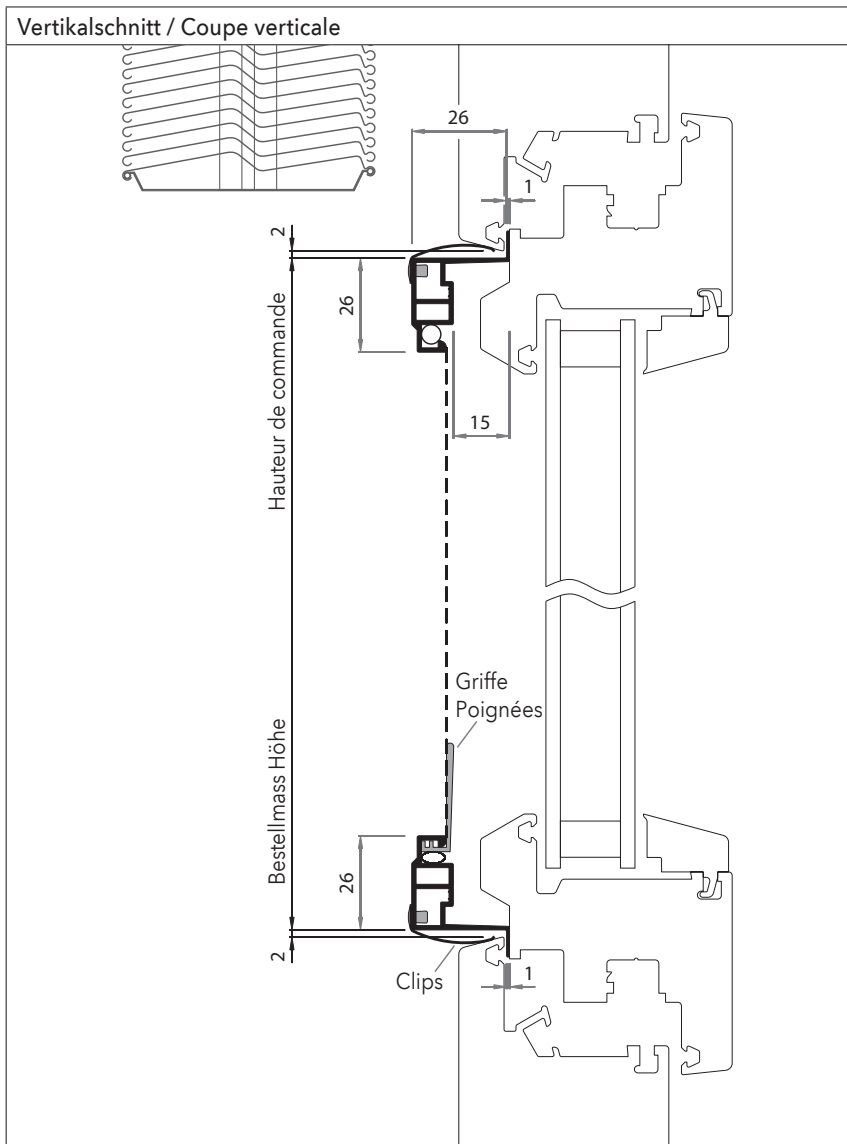 Vertikalschnitt / Coupe verticale
26
1
2
26
Hauteur de commande
15
Griffe
Poignées
Bestellmass Höhe
26
2
Clips
1